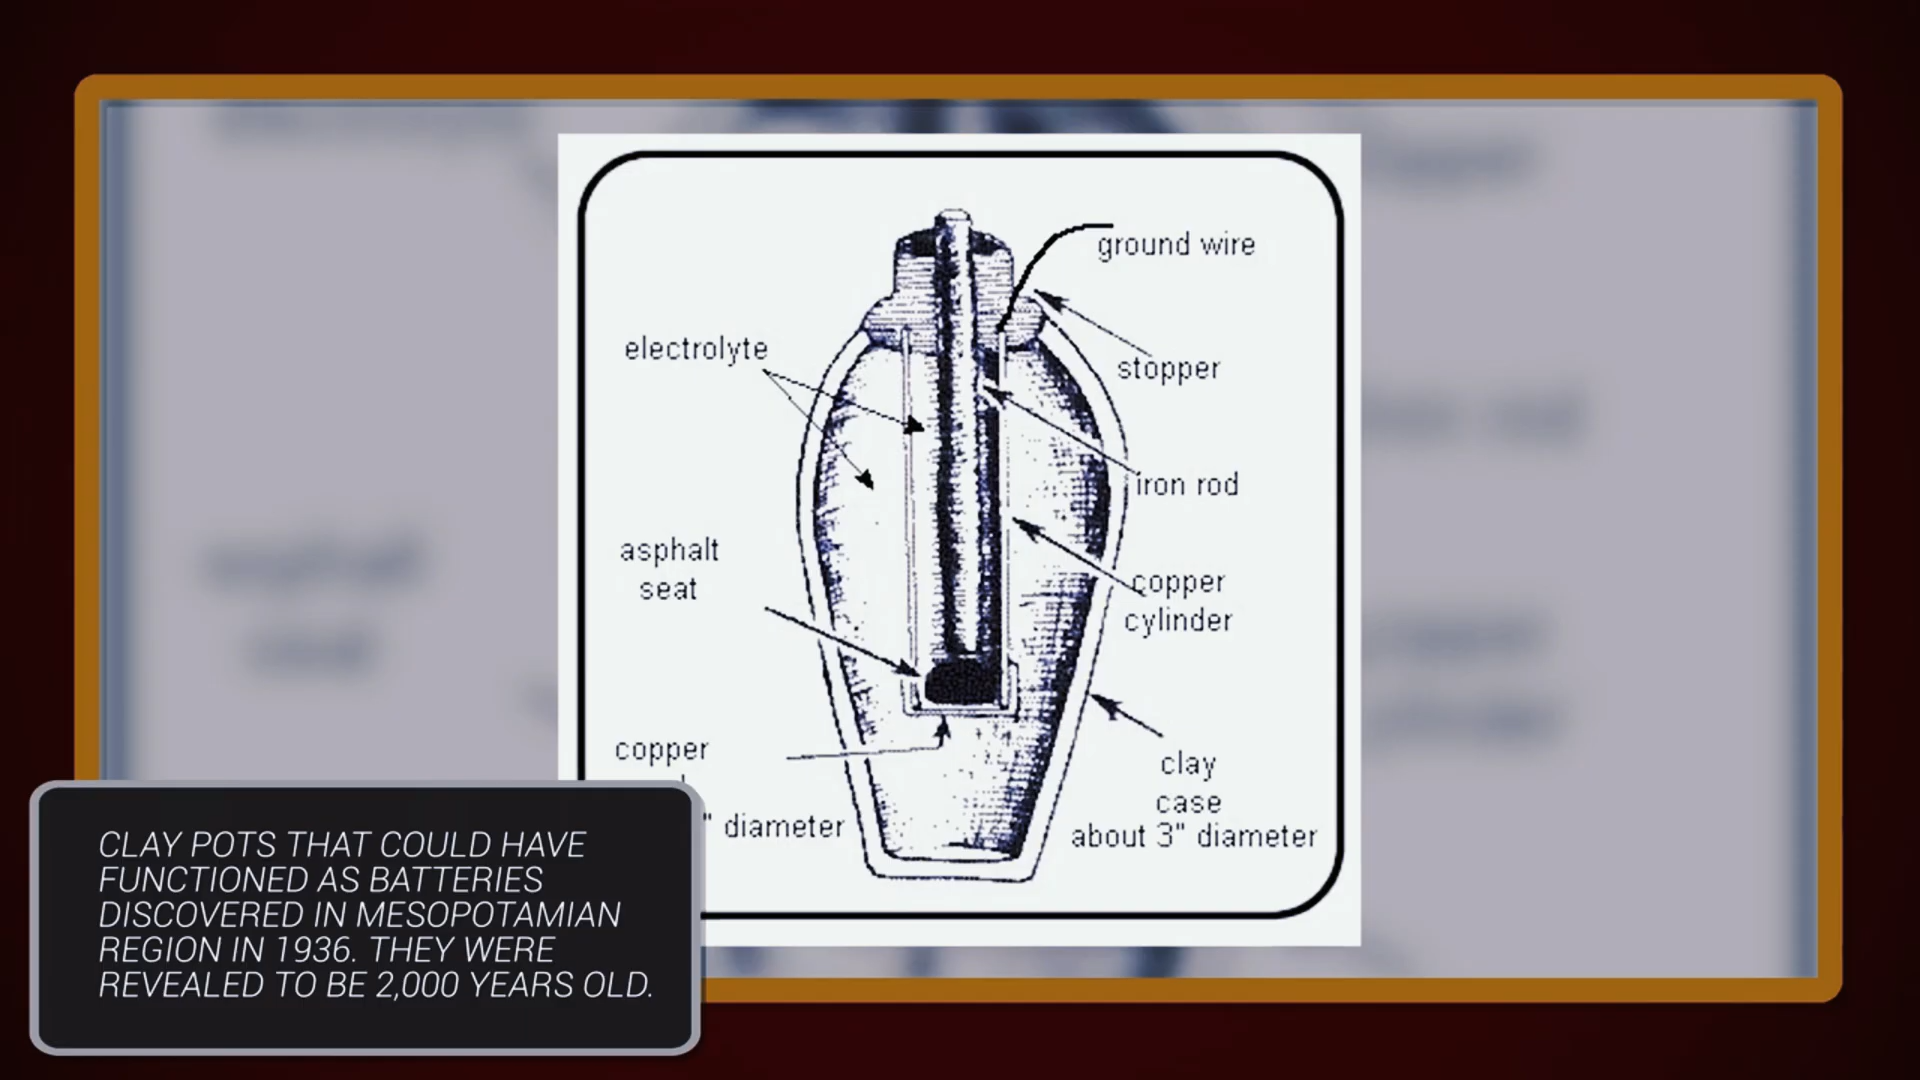 ground wire
electrolyte
stopper
iron rod
asphalt
seat
copper
cylinder
copper
clay
case
" diameter
about 3" diameter
CLAY POTS THAT COULD HAVE
FUNCTIONED AS BATTERIES
DISCOVERED IN MESOPOTAMIAN
REGION IN 1936. THEY WERE
REVEALED TO BE 2,000 YEARS OLD.